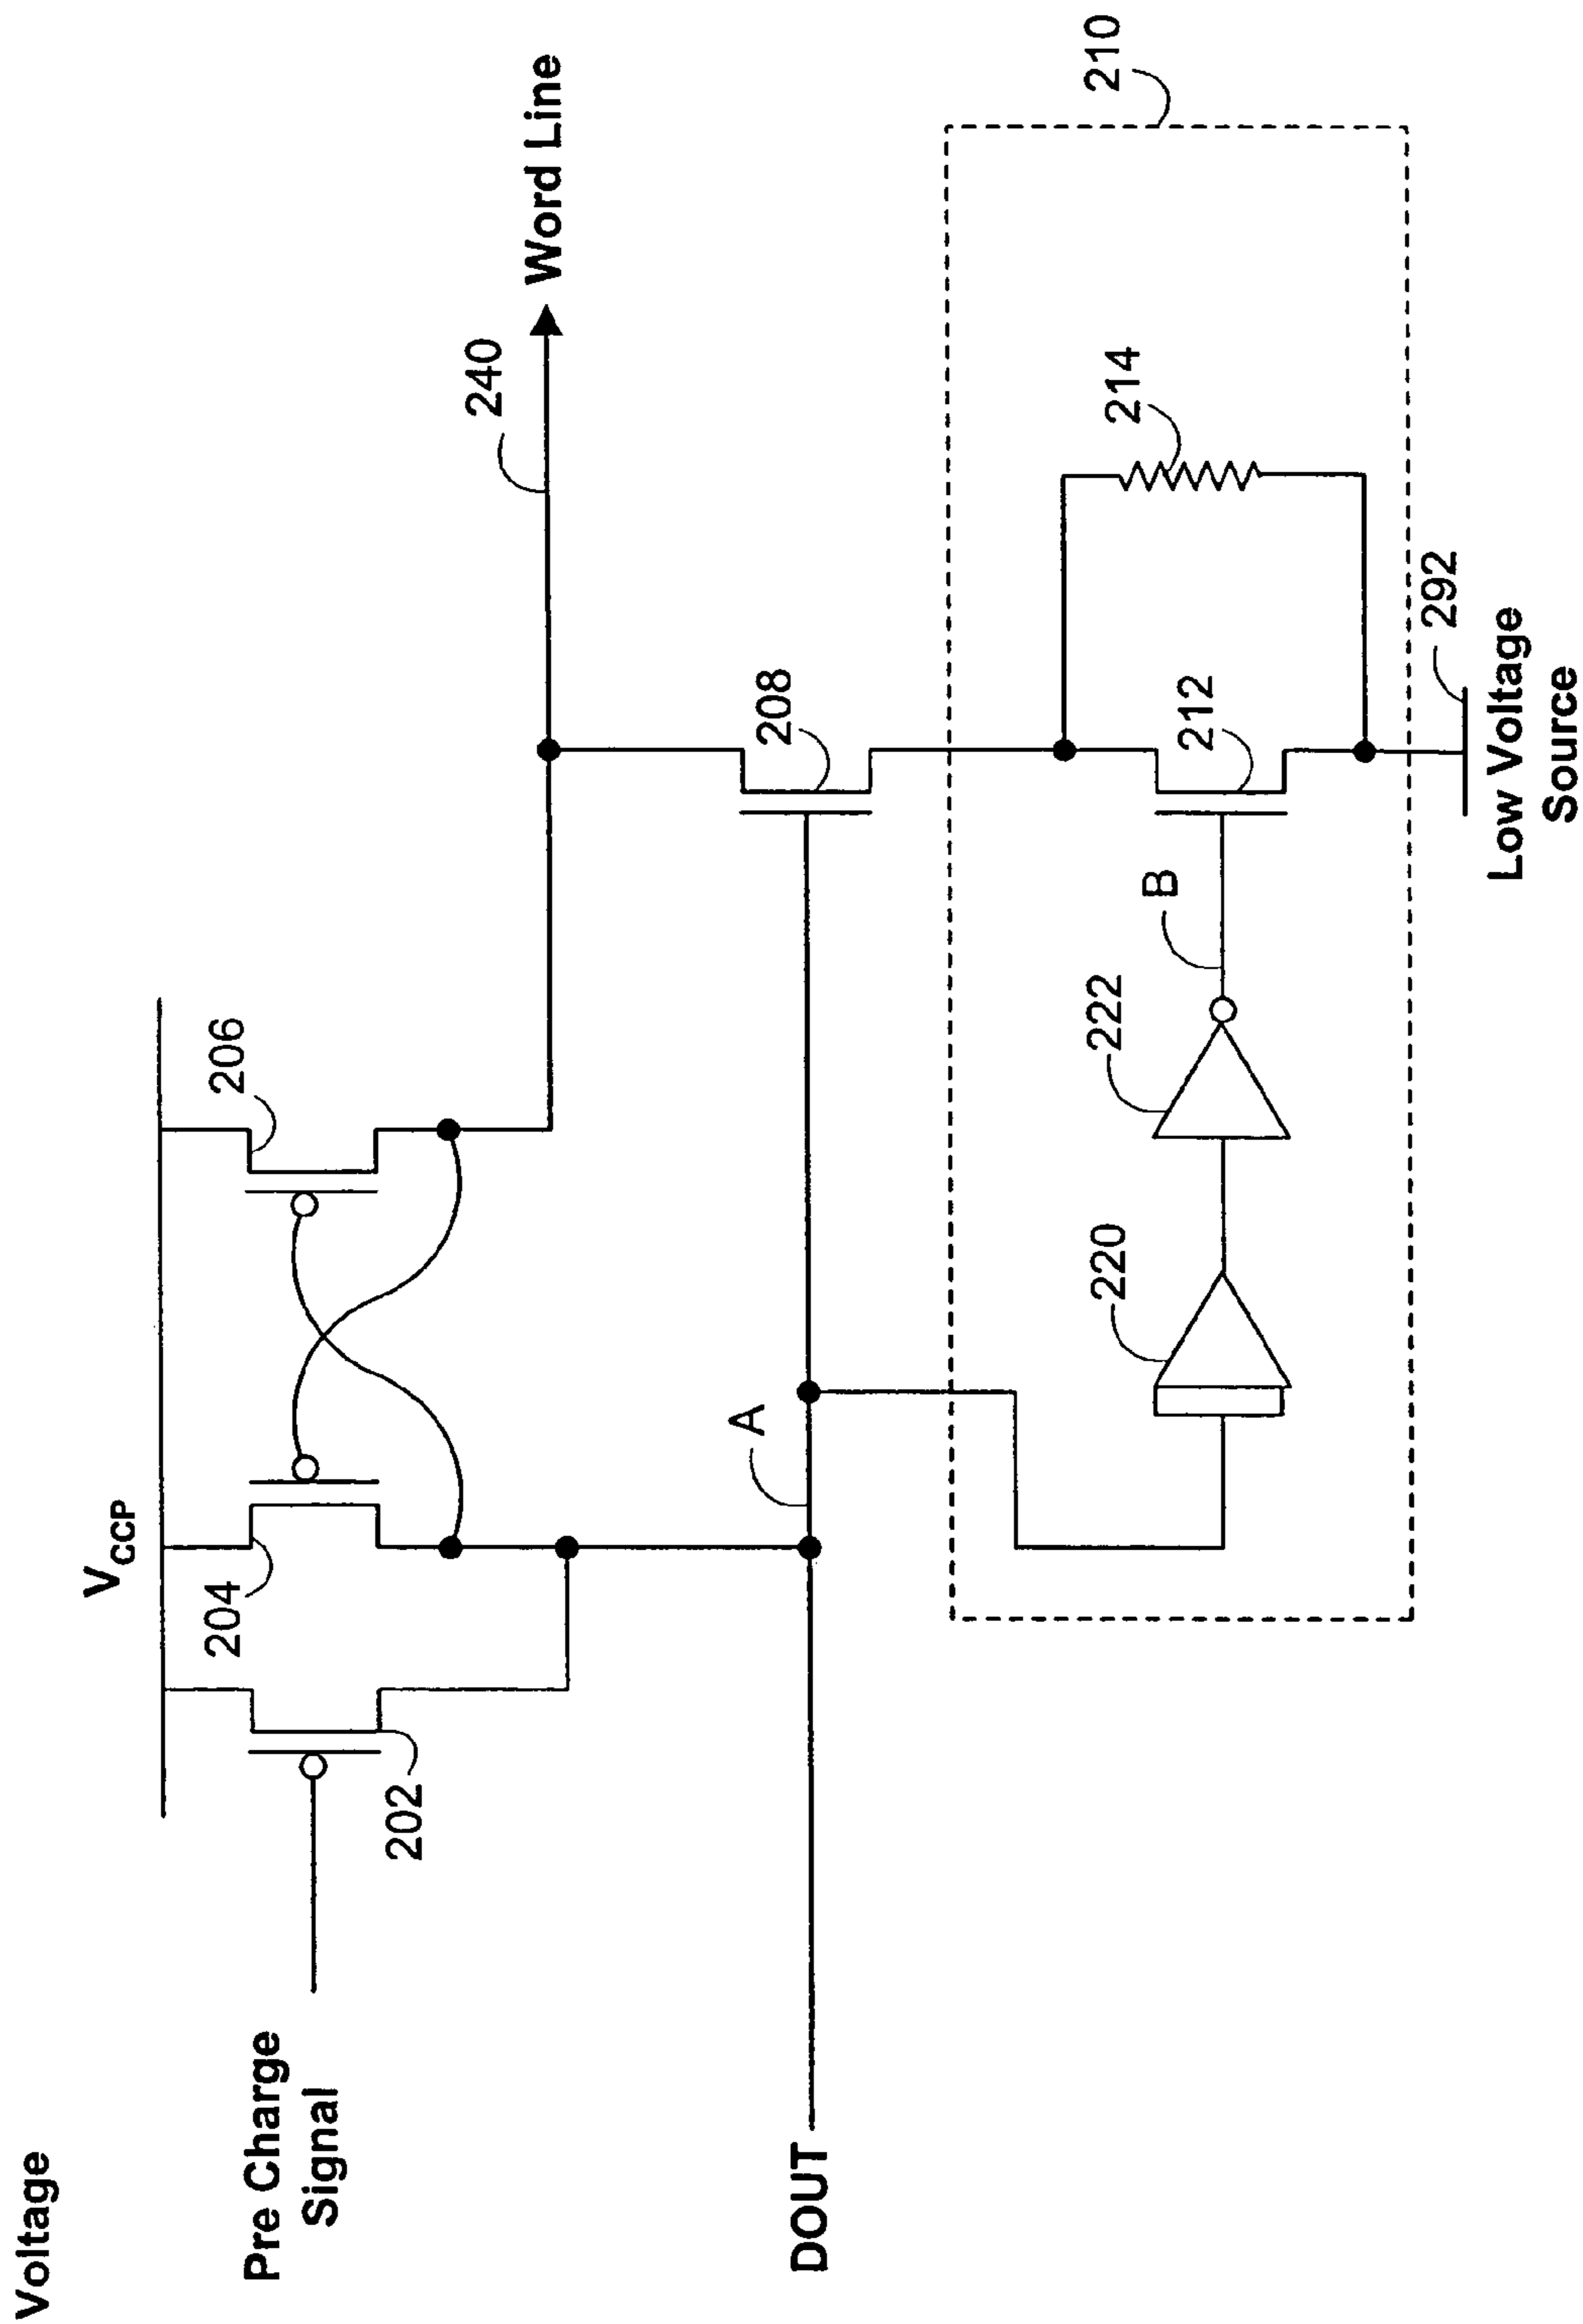 Voltage
V_CCP
Pre Charge
Signal
202
204
206
240
Word Line
DOUT
A
208
210
220
222
B
212
214
292
Low Voltage
Source